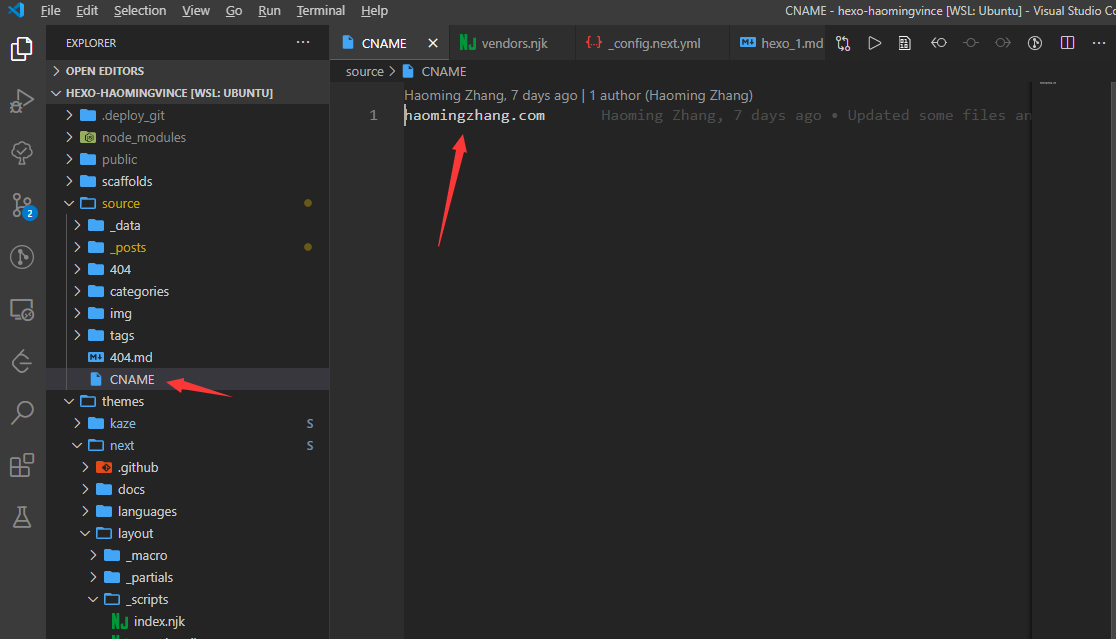 File Edit Selection View Go Run Terminal Help CNAME - hexo-haomingvince [WSL: Ubuntu] - Visual Studio Co
EXPLORER
OPEN EDITORS
HEXO-HAOMINGVINCE [WSL: UBUNTU]
.deploy_git
node_modules
public
scaffolds
source
_data
_posts
404
categories
img
tags
404.md
CNAME
themes
kaze S
next S
.github
docs
languages
layout
_macro
_partials
_scripts
index.njk
2
CNAME vendors.njk _config.next.yml hexo_1.md
source > CNAME
Haoming Zhang, 7 days ago | 1 author (Haoming Zhang)
1 haomingzhang.com Haoming Zhang, 7 days ago • Updated some files an